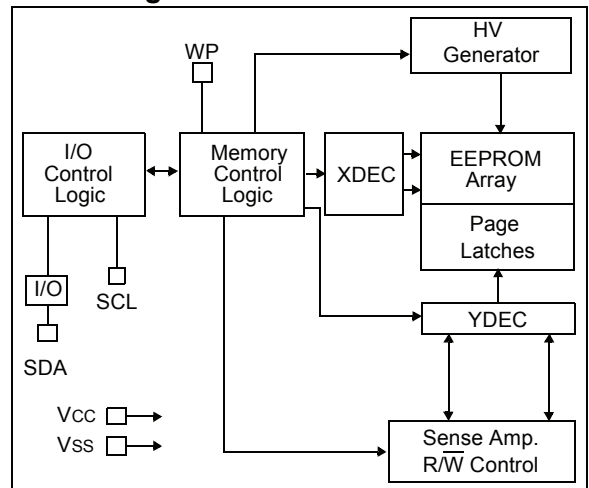 HV
Generator
WP
I/O
Control
Logic
Memory
Control
Logic
XDEC
EEPROM
Array
Page
Latches
I/O
SCL
SDA
YDEC
VCC
VSS
Sense Amp.
R/W̅ Control